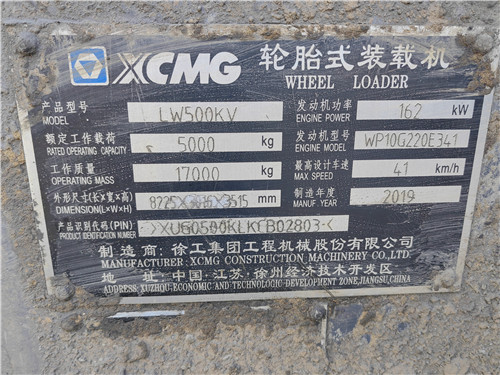 XCMG 轮胎式装载机
WHEEL LOADER
产品型号 MODEL LW500KV 发动机功率 ENGINE POWER 162 kW
额定工作载荷 RATED OPERATING CAPACITY 5000 kg 发动机型号 ENGINE MODEL WP10G220E341
工作质量 OPERATING MASS 17000 kg 最高设计车速 MAX SPEED 41 km/h
外形尺寸(长×宽×高) DIMENSION(L×W×H) 8225×3016×3515 mm 制造年度 MANUF YEAR 2019
产品识别代码(PIN) PRODUCT IDENTIFICATION NUMBER
制造商：徐工集团工程机械股份有限公司
MANUFACTURER:XCMG CONSTRUCTION MACHINERY CO.,LTD.
地址：中国·江苏·徐州经济技术开发区
ADDRESS:XUZHOU-ECONOMIC AND TECHNOLOGIC-DEVELOPMENT ZONE,JIANGSU,CHINA